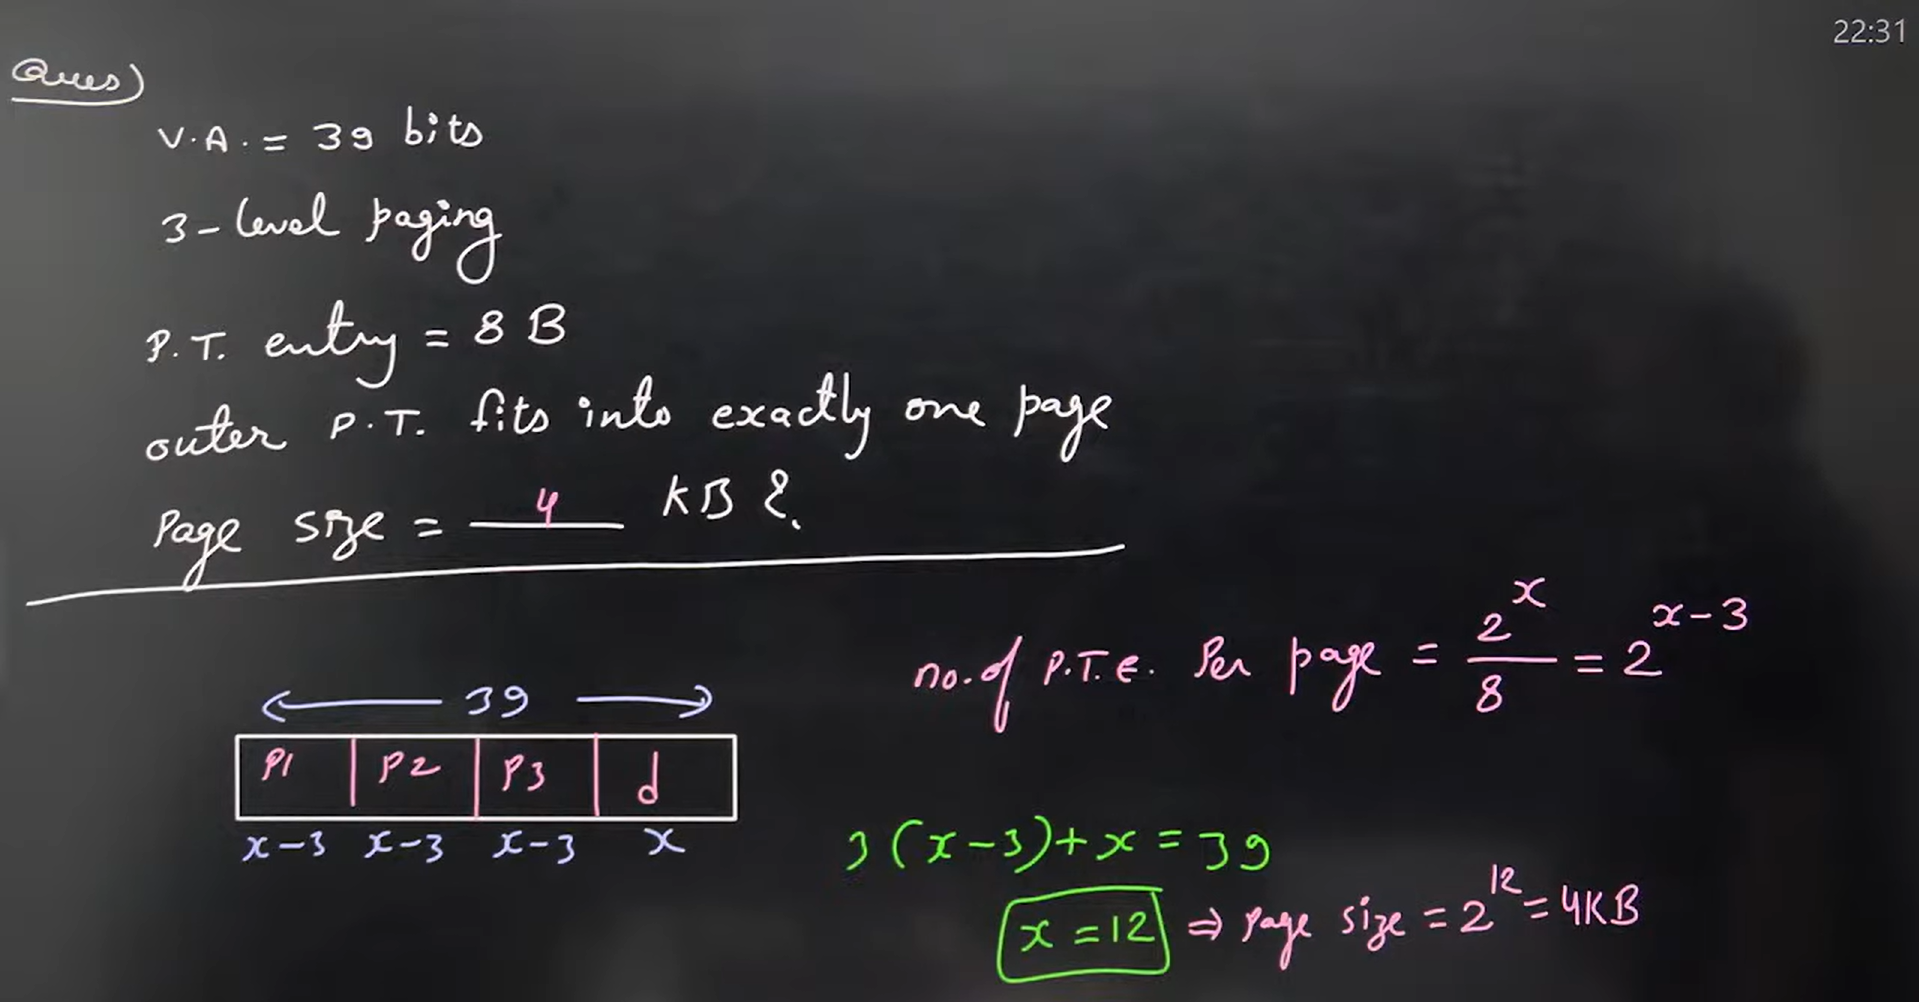 22:31
Ques)
V.A. = 39 bits
3-level paging
P.T. entry = 8 B
outer P.T. fits into exactly one page
Page size = 4 KB ?
no. of P.T.E. Per page = 2^x / 8 = 2^(x-3)
39
P1 | P2 | P3 | d
x-3 x-3 x-3 x
3(x-3)+x = 39
x = 12 ⇒ Page size = 2^12 = 4KB